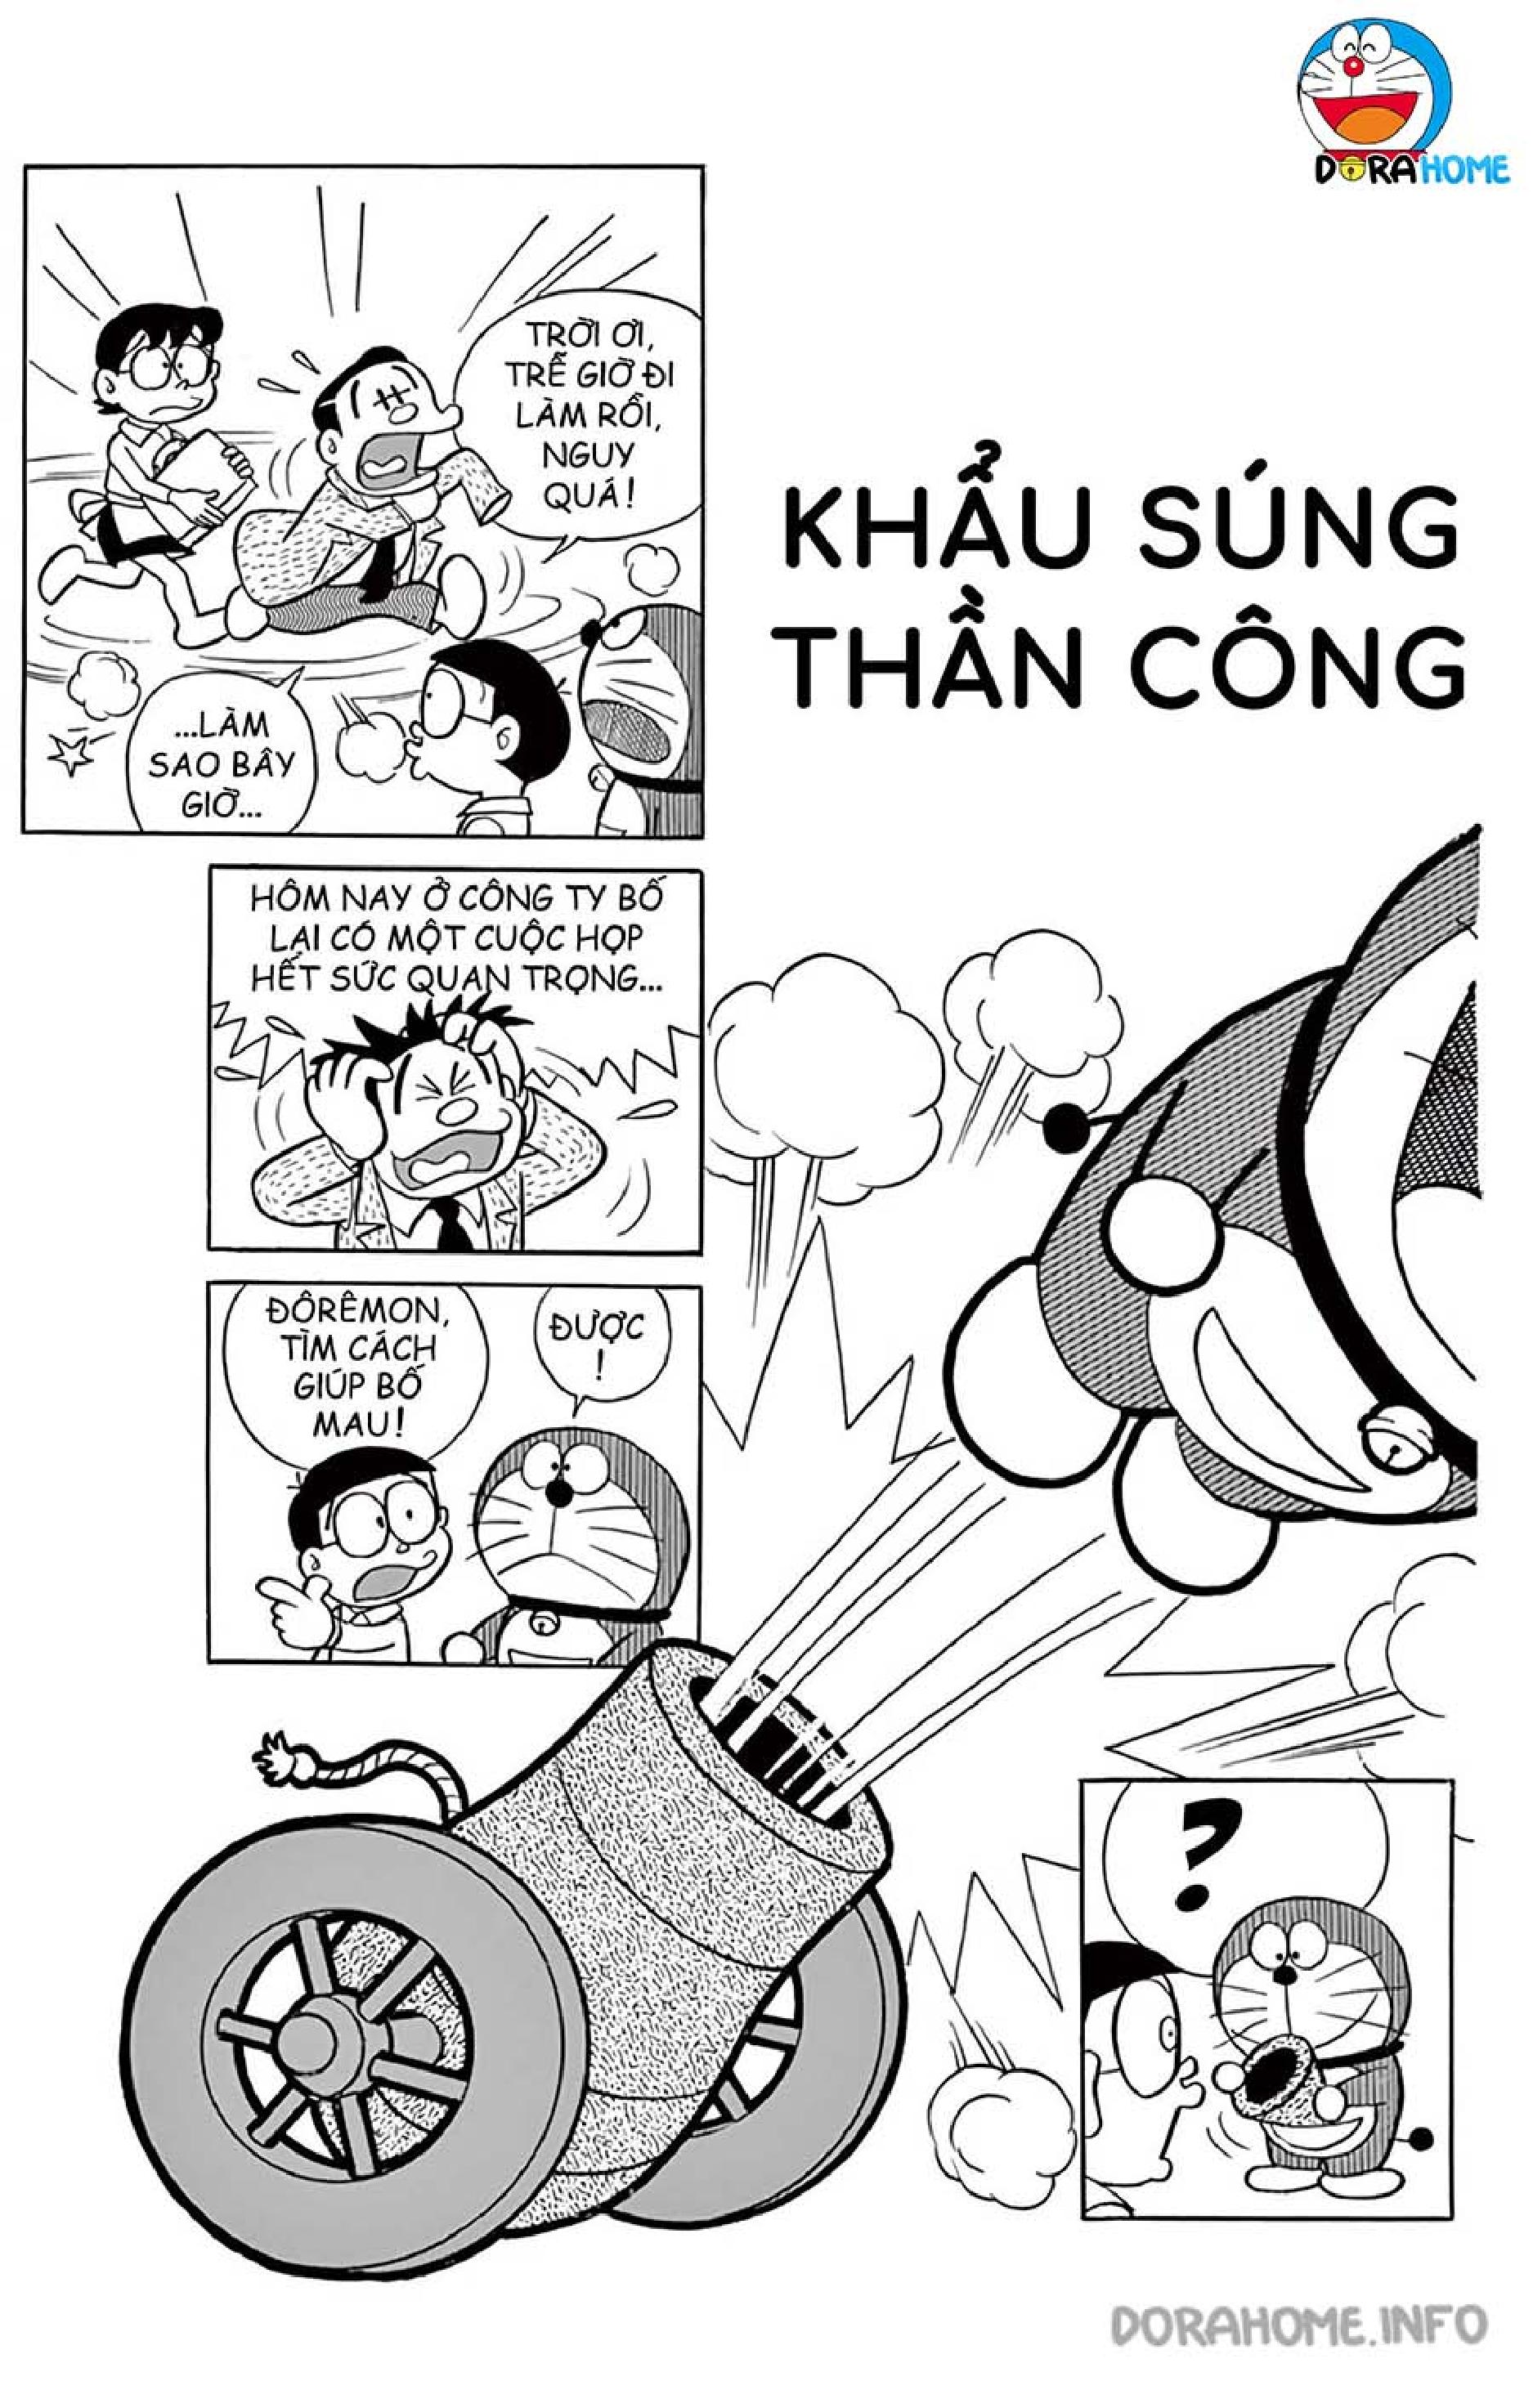 DORAHOME
TRỜI ƠI,
TRỄ GIỜ ĐI
LÀM RỒI,
NGUY
QUÁ!
KHẨU SÚNG
THẦN CÔNG
...LÀM
SAO BÂY
GIỜ...
HÔM NAY Ở CÔNG TY BỐ
LẠI CÓ MỘT CUỘC HỌP
HẾT SỨC QUAN TRỌNG...
ĐÔRÊMON,
TÌM CÁCH
GIÚP BỐ
MAU!
ĐƯỢC
!
?
DORAHOME.INFO